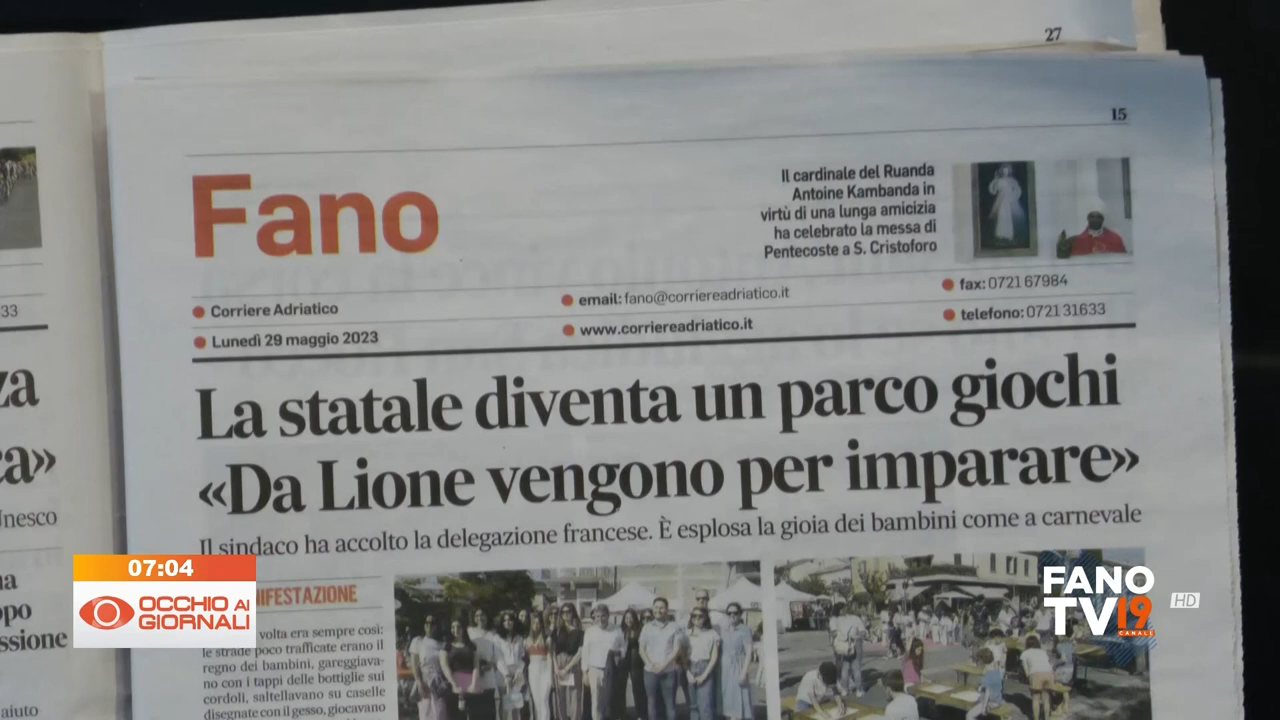 27
15
Fano
Il cardinale del Ruanda
Antoine Kambanda in
virtù di una lunga amicizia
ha celebrato la messa di
Pentecoste a S. Cristoforo
Corriere Adriatico
email: fano@corriereadriatico.it
fax: 0721 67984
Lunedì 29 maggio 2023
www.corriereadriatico.it
telefono: 0721 31633
La statale diventa un parco giochi
«Da Lione vengono per imparare»
Il sindaco ha accolto la delegazione francese. È esplosa la gioia dei bambini come a carnevale
volta era sempre così:
le strade poco trafficate erano il
regno dei bambini, gareggiava-
no con i tappi delle bottiglie sui
cordoli, saltellavano su caselle
disegnate con il gesso, giocavano
33
aiuto
07:04
OCCHIO AI
GIORNALI
FANO
TV19
CANALE
HD